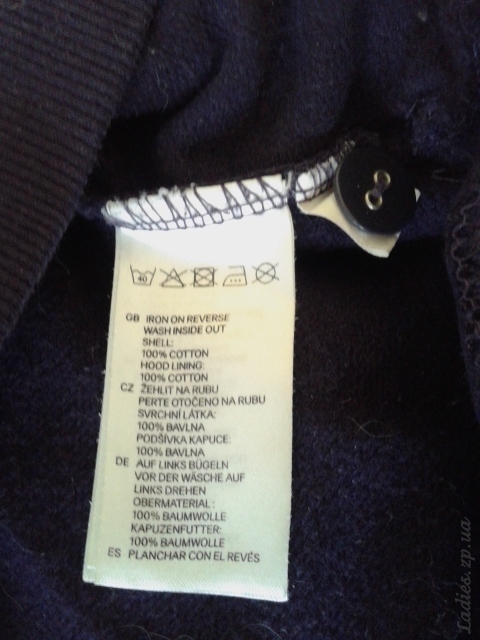 40
GB IRON ON REVERSE
WASH INSIDE OUT
SHELL:
100% COTTON
HOOD LINING:
100% COTTON
CZ ŽEHLIT NA RUBU
PERTE OTOČENO NA RUBU
SVRCHNÍ LÁTKA:
100% BAVLNA
PODŠÍVKA KAPUCE:
100% BAVLNA
DE AUF LINKS BÜGELN
VOR DER WÄSCHE AUF
LINKS DREHEN
OBERMATERIAL:
100% BAUMWOLLE
KAPUZENFUTTER:
100% BAUMWOLLE
ES PLANCHAR CON EL REVÉS
Ladies.zp.ua